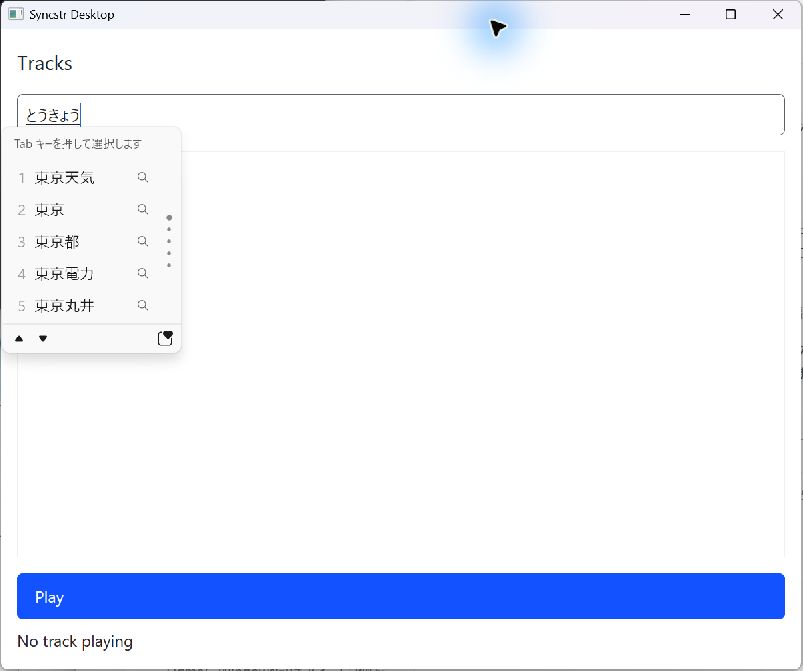 Syncstr Desktop
Tracks
とうきょう
Tab キーを押して選択します
1 東京天気
2 東京
3 東京都
4 東京電力
5 東京丸井
Play
No track playing